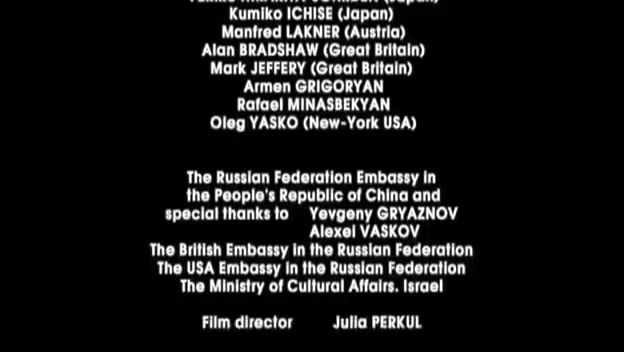 Kumiko ICHISE (Japan)
Manfred LAKNER (Austria)
Alan BRADSHAW (Great Britain)
Mark JEFFERY (Great Britain)
Armen GRIGORYAN
Rafael MINASBEKYAN
Oleg YASKO (New-York USA)
The Russian Federation Embassy in
the People's Republic of China and
special thanks to Yevgeny GRYAZNOV
Alexei VASKOV
The British Embassy in the Russian Federation
The USA Embassy in the Russian Federation
The Ministry of Cultural Affairs. Israel
Film director Julia PERKUL